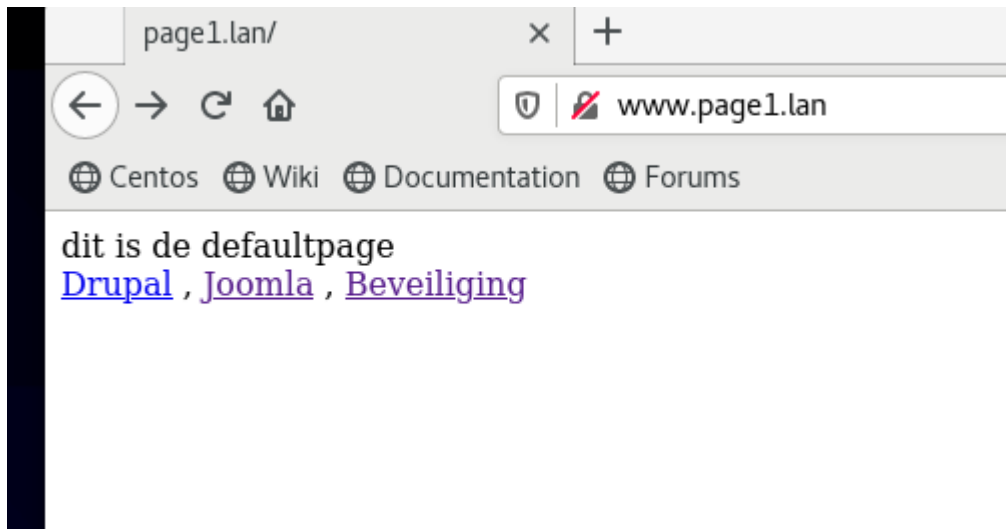 page1.lan/
www.page1.lan
Centos Wiki Documentation Forums
dit is de defaultpage
Drupal , Joomla , Beveiliging